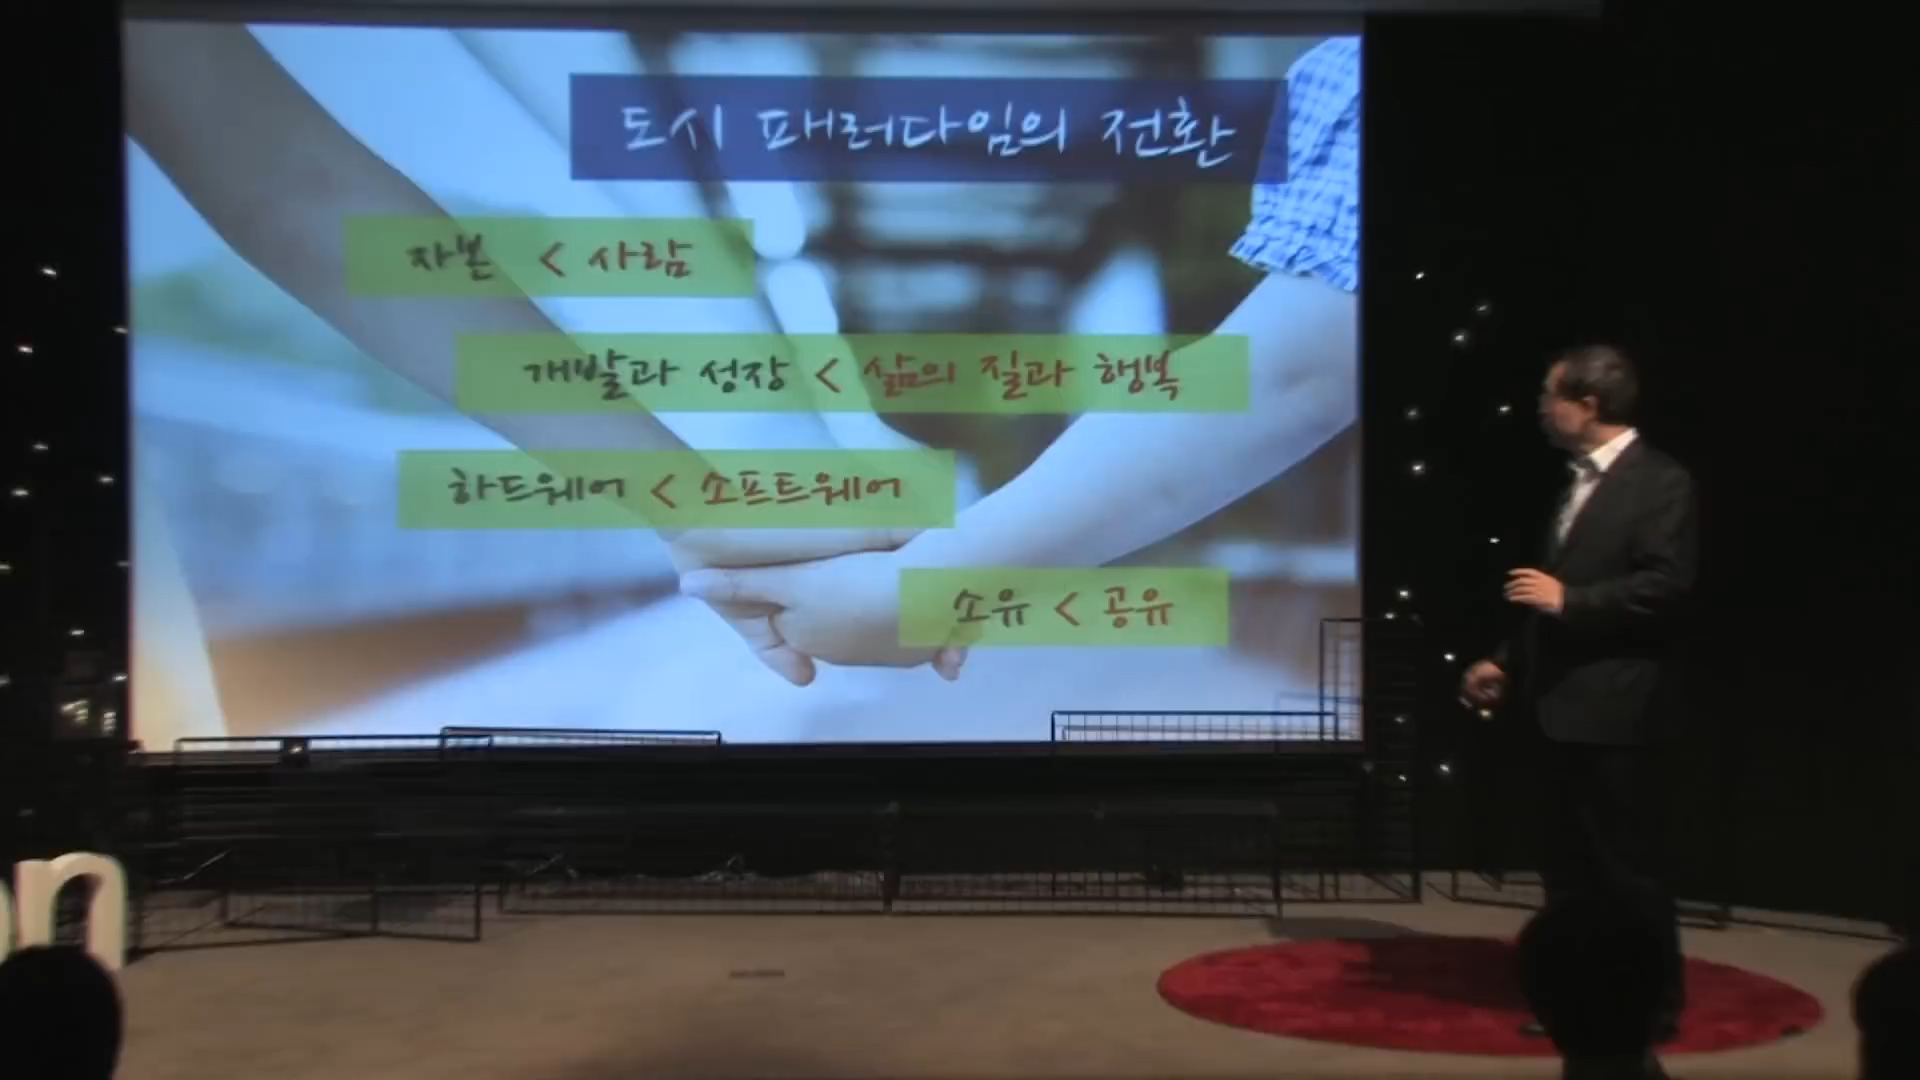 도시 패러다임의 전환
자본 < 사람
개발과 성장 < 삶의 질과 행복
하드웨어 < 소프트웨어
소유 < 공유
on